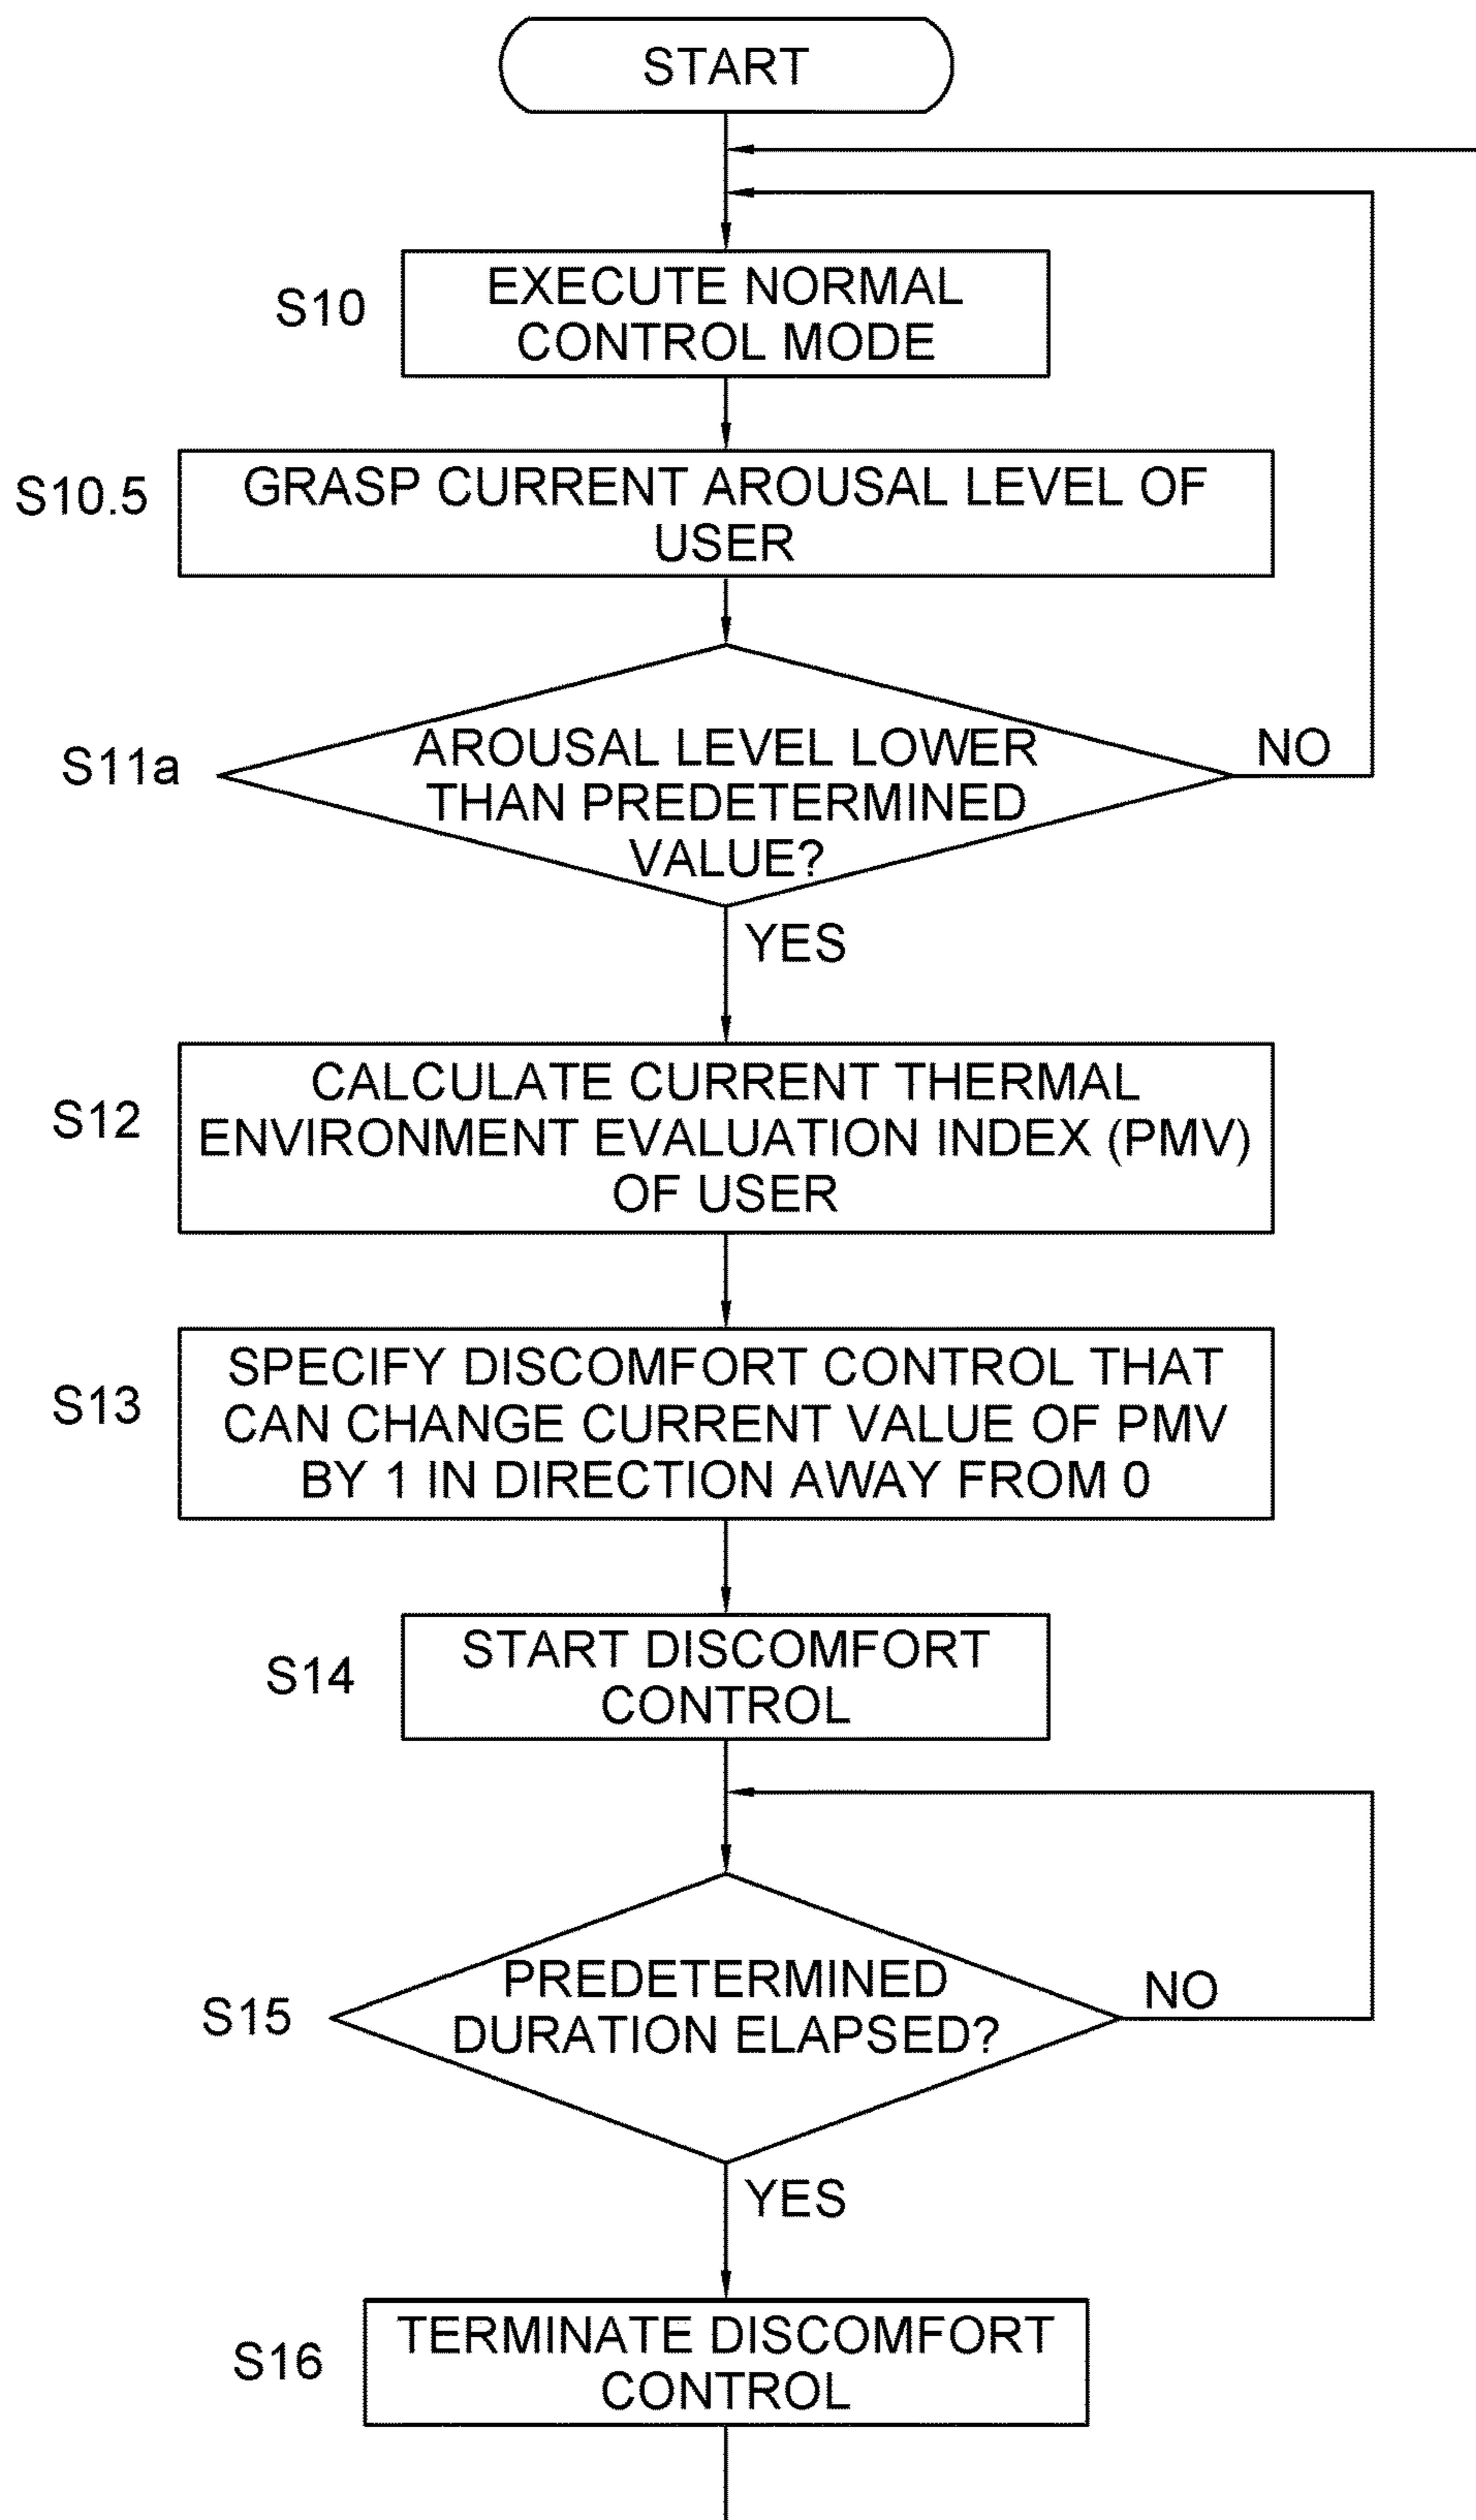 START
S10
EXECUTE NORMAL
CONTROL MODE
S10.5
GRASP CURRENT AROUSAL LEVEL OF
USER
S11a
AROUSAL LEVEL LOWER
THAN PREDETERMINED
VALUE?
NO
YES
S12
CALCULATE CURRENT THERMAL
ENVIRONMENT EVALUATION INDEX (PMV)
OF USER
S13
SPECIFY DISCOMFORT CONTROL THAT
CAN CHANGE CURRENT VALUE OF PMV
BY 1 IN DIRECTION AWAY FROM 0
S14
START DISCOMFORT
CONTROL
S15
PREDETERMINED
DURATION ELAPSED?
NO
YES
S16
TERMINATE DISCOMFORT
CONTROL